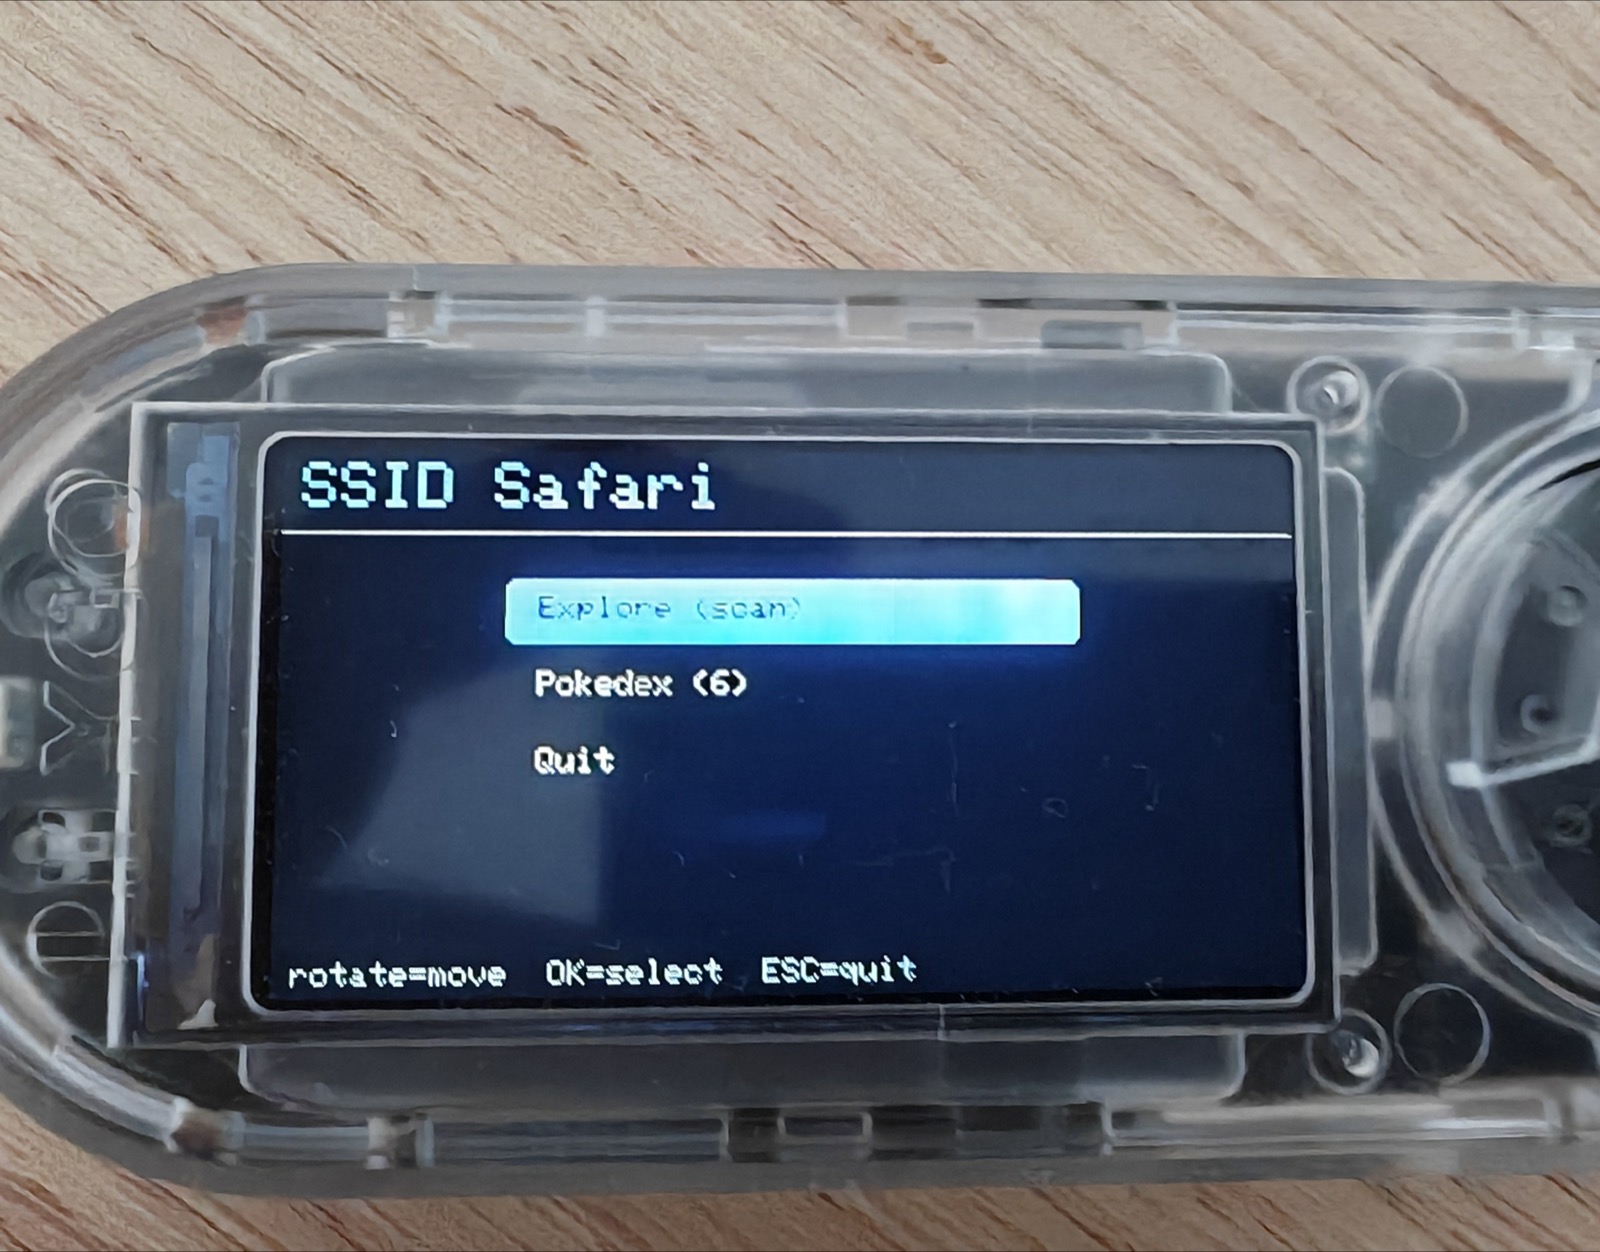 SSID Safari
Explore (scan)
Pokedex (6)
Quit
rotate=move OK=select ESC=quit